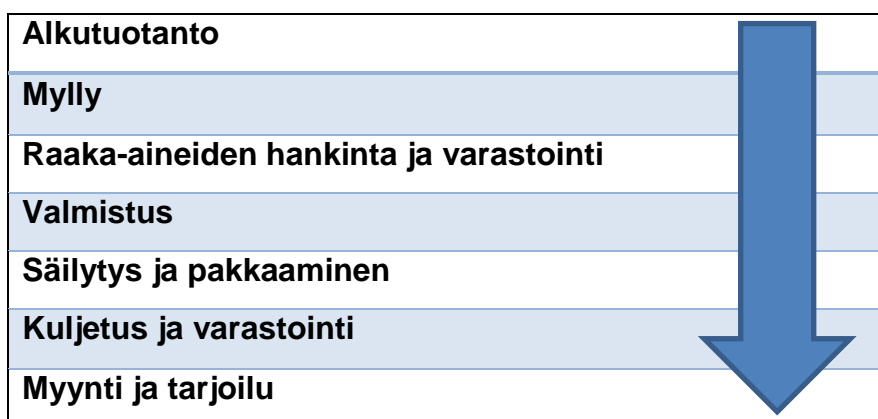 Alkutuotanto
Mylly
Raaka-aineiden hankinta ja varastointi
Valmistus
Säilytys ja pakkaaminen
Kuljetus ja varastointi
Myynti ja tarjoilu